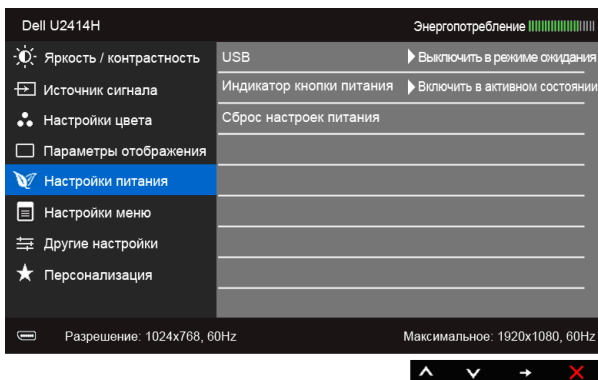 Dell U2414H Энергопотребление
Яркость / контрастность USB Выключить в режиме ожидания
Источник сигнала Индикатор кнопки питания Включить в активном состоянии
Настройки цвета Сброс настроек питания
Параметры отображения
Настройки питания
Настройки меню
Другие настройки
Персонализация
Разрешение: 1024x768, 60Hz Максимальное: 1920x1080, 60Hz